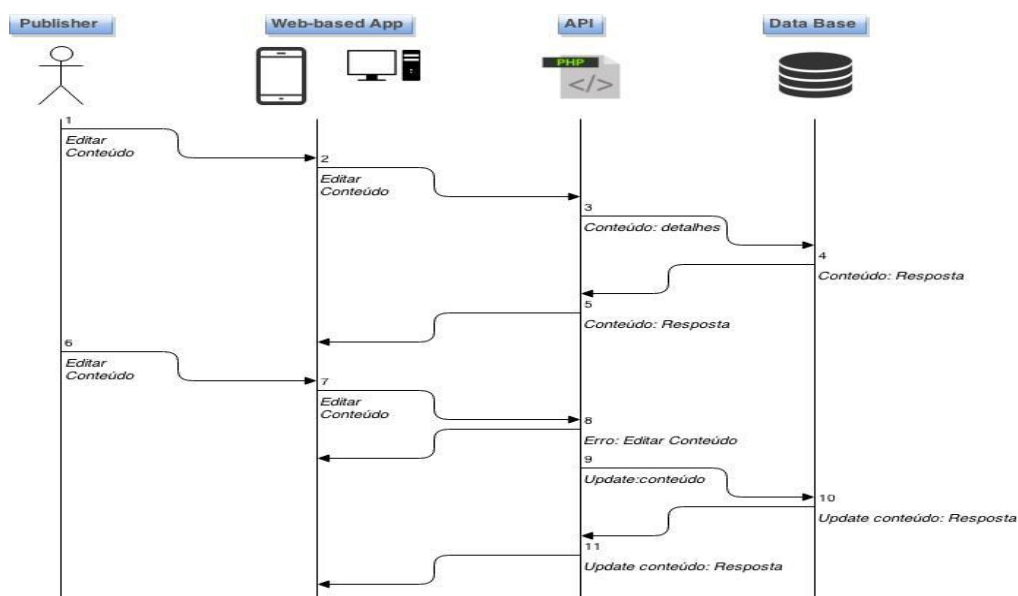 Publisher
Web-based App
API
Data Base
PHP
</>
1
Editar
Conteúdo
2
Editar
Conteúdo
3
Conteúdo: detalhes
4
Conteúdo: Resposta
5
Conteúdo: Resposta
6
Editar
Conteúdo
7
Editar
Conteúdo
8
Erro: Editar Conteúdo
9
Update:conteúdo
10
Update conteúdo: Resposta
11
Update conteúdo: Resposta